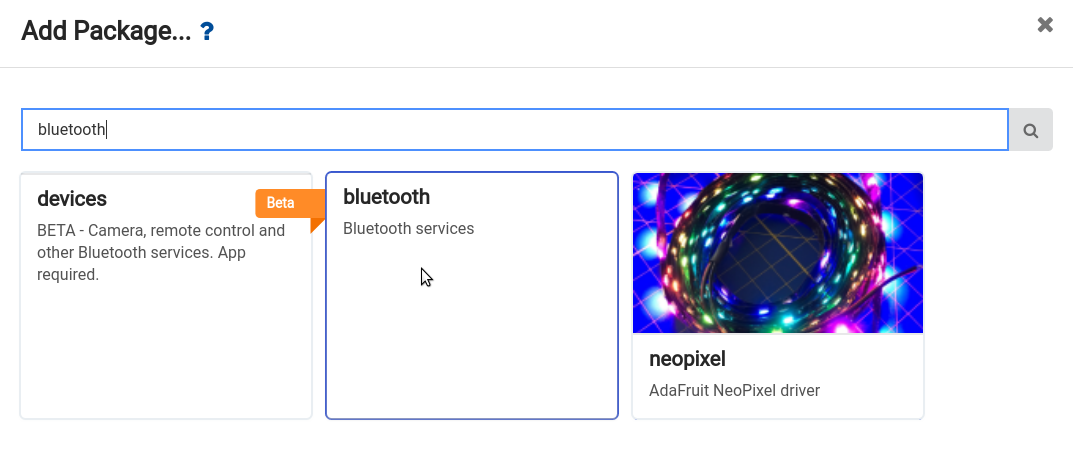 Add Package... ?
bluetooth
devices
Beta
BETA - Camera, remote control and
other Bluetooth services. App
required.
bluetooth
Bluetooth services
neopixel
AdaFruit NeoPixel driver